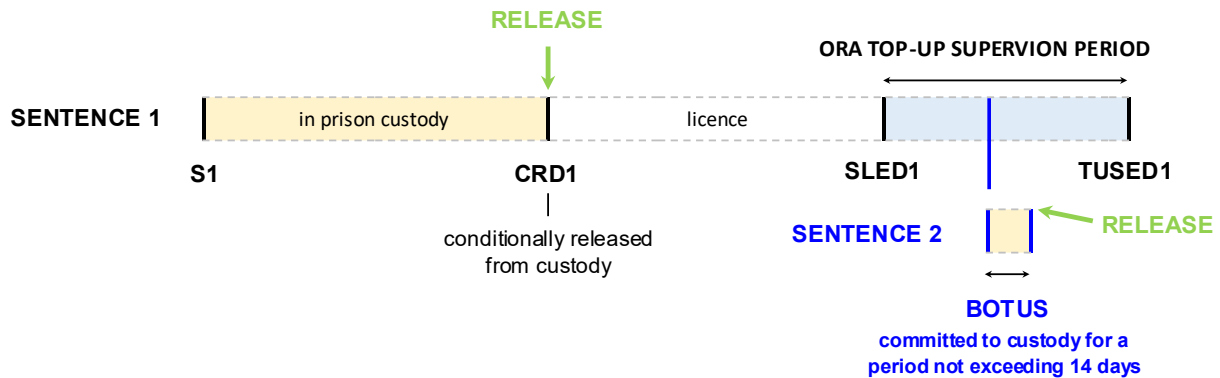 RELEASE
ORA TOP-UP SUPERVION PERIOD
SENTENCE 1
in prison custody
licence
S1
CRD1
SLED1
TUSED1
conditionally released
from custody
SENTENCE 2
RELEASE
BOTUS
committed to custody for a
period not exceeding 14 days